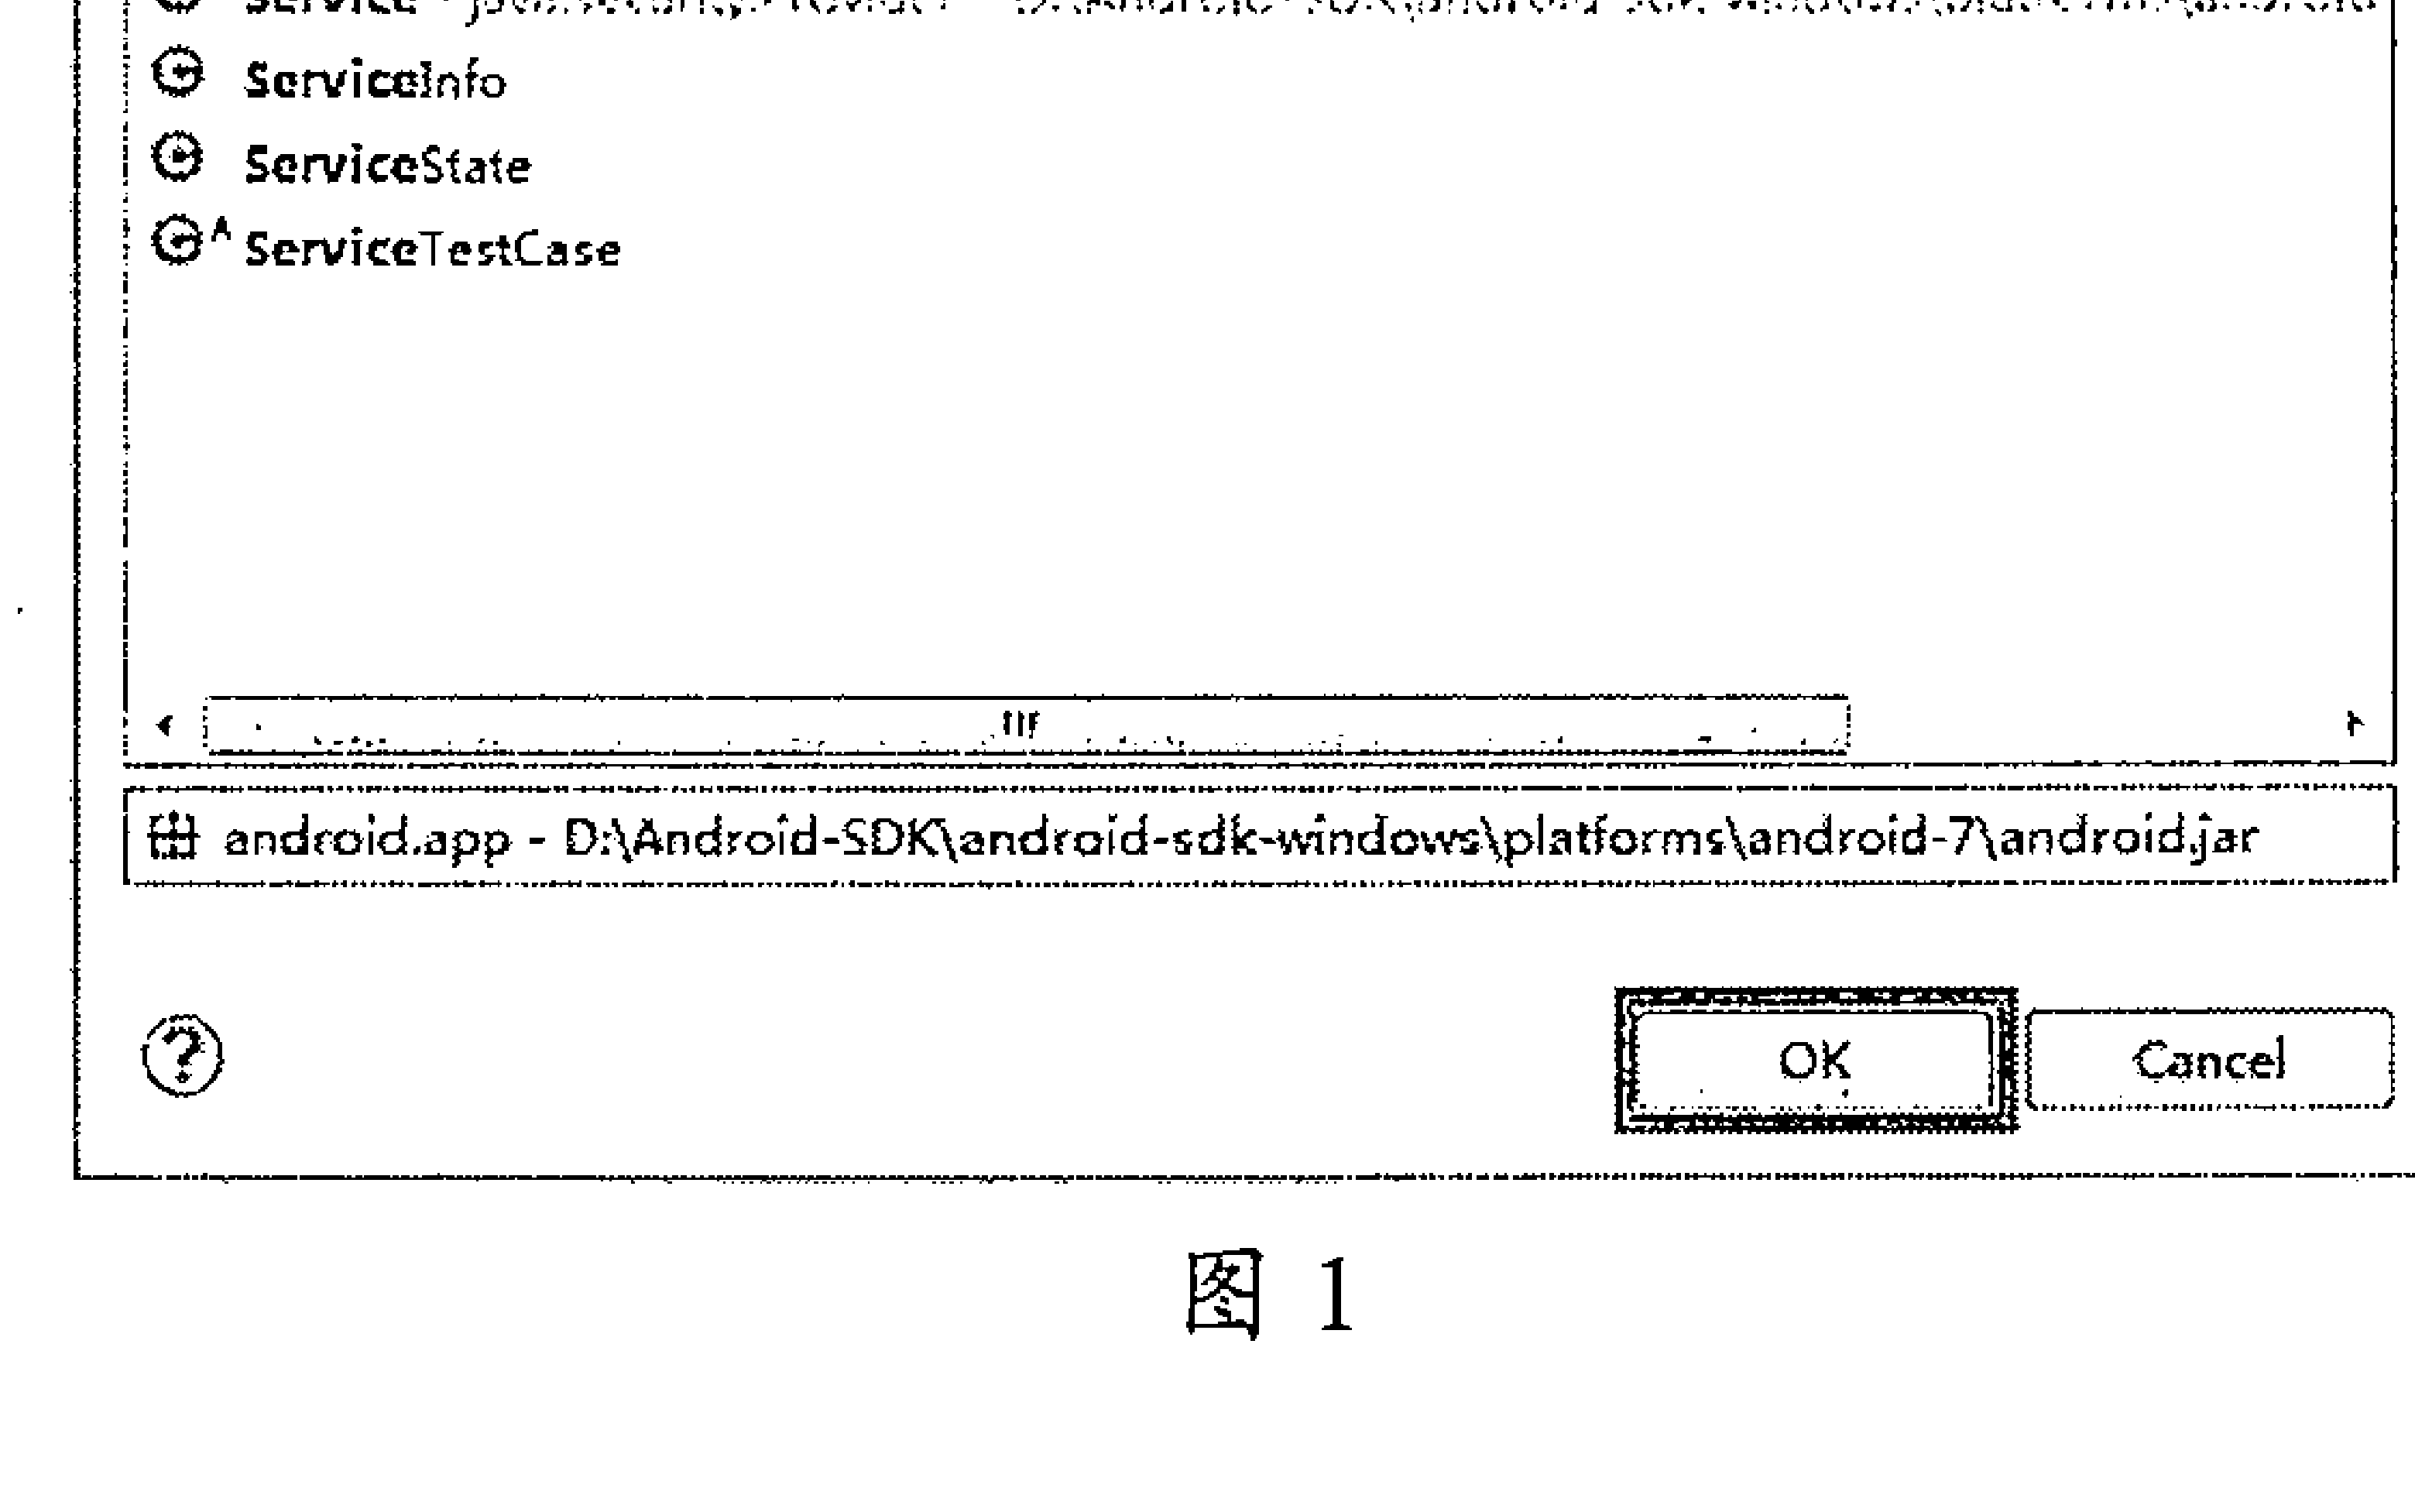 Service
ServiceInfo
ServiceState
ServiceTestCase
android.app - D:\Android-SDK\android-sdk-windows\platforms\android-7\android.jar
?
OK Cancel
图 1